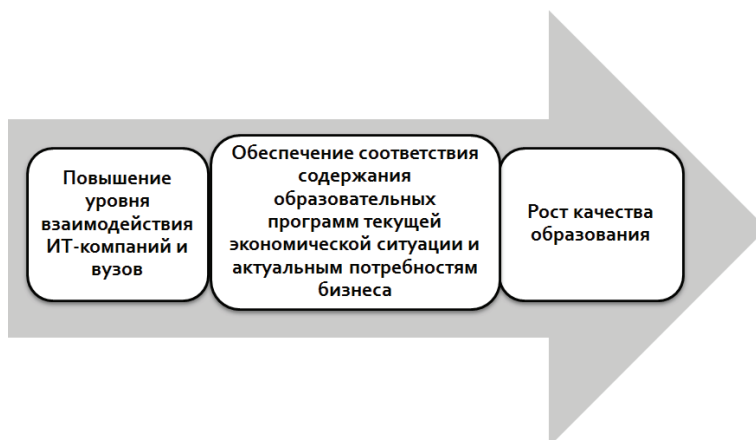 Повышение
уровня
взаимодействия
ИТ-компаний и
вузов
Обеспечение соответствия
содержания
образовательных
программ текущей
экономической ситуации и
актуальным потребностям
бизнеса
Рост качества
образования